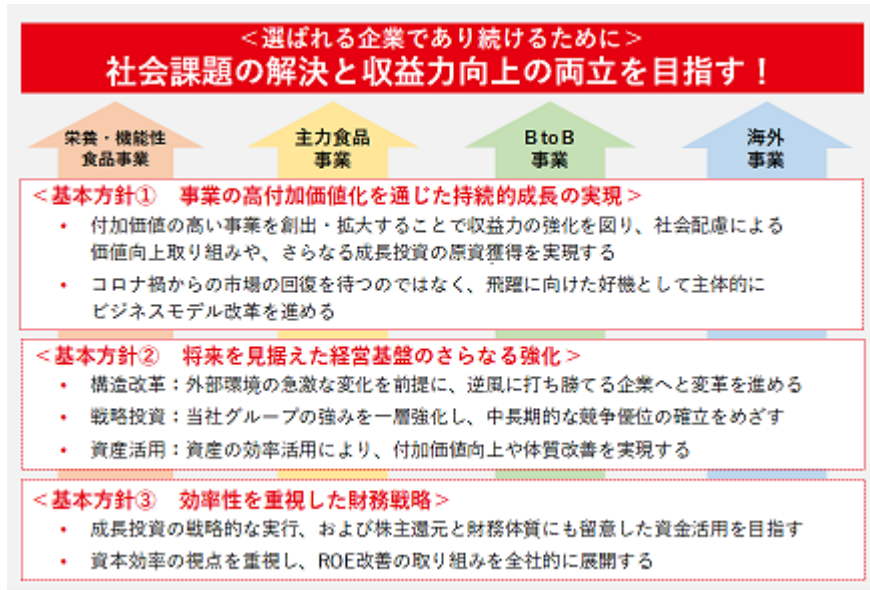 ＜選ばれる企業であり続けるために＞
社会課題の解決と収益力向上の両立を目指す！
栄養・機能性
食品事業
主力食品
事業
BtoB
事業
海外
事業
＜基本方針①　事業の高付加価値化を通じた持続的成長の実現＞
・ 付加価値の高い事業を創出・拡大することで収益力の強化を図り、社会配慮による
価値向上取り組みや、さらなる成長投資の原資獲得を実現する
・ コロナ禍からの市場の回復を待つのではなく、飛躍に向けた好機として主体的に
ビジネスモデル改革を進める
＜基本方針②　将来を見据えた経営基盤のさらなる強化＞
・ 構造改革：外部環境の急激な変化を前提に、逆風に打ち勝てる企業へと変革を進める
・ 戦略投資：当社グループの強みを一層強化し、中長期的な競争優位の確立をめざす
・ 資産活用：資産の効率活用により、付加価値向上や体質改善を実現する
＜基本方針③　効率性を重視した財務戦略＞
・ 成長投資の戦略的な実行、および株主還元と財務体質にも留意した資金活用を目指す
・ 資本効率の視点を重視し、ROE改善の取り組みを全社的に展開する